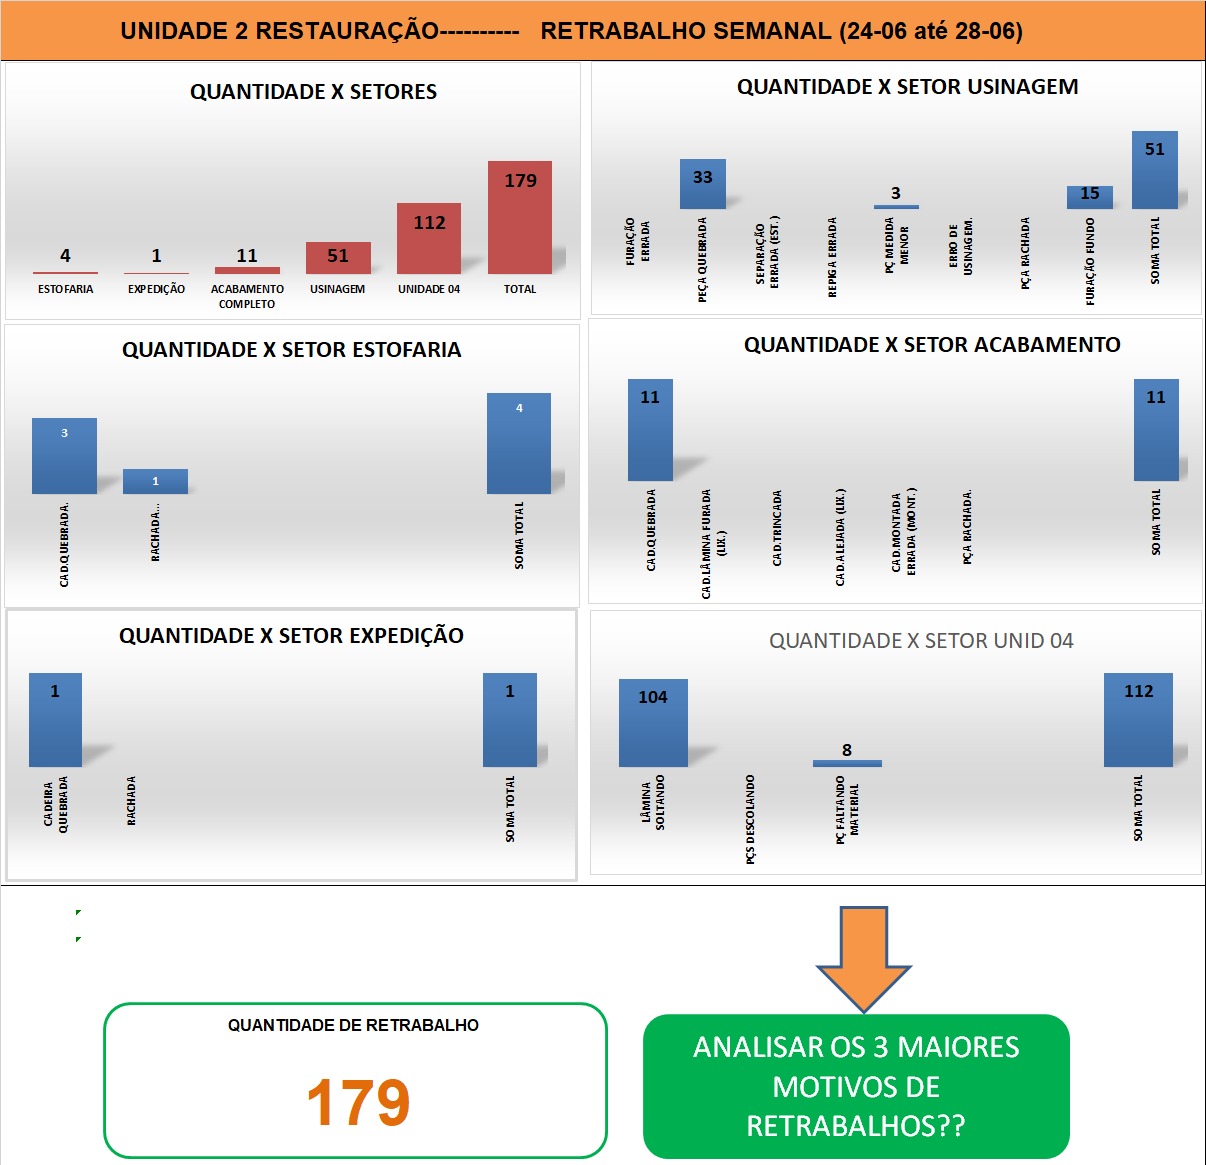 UNIDADE 2 RESTAURAÇÃO---------- RETRABALHO SEMANAL (24-06 até 28-06)
QUANTIDADE X SETORES
4
1
11
51
112
179
ESTOFARIA
EXPEDIÇÃO
ACABAMENTO
COMPLETO
USINAGEM
UNIDADE 04
TOTAL
QUANTIDADE X SETOR USINAGEM
33
3
15
51
FURAÇÃO
ERRADA
PEÇA QUEBRADA
SEPARAÇÃO
ERRADA (EST.)
REPIGA ERRADA
PÇ MEDIDA
MENOR
ERRO DE
USINAGEM.
PÇA RACHADA
FURAÇÃO FUNDO
SOMA TOTAL
QUANTIDADE X SETOR ESTOFARIA
3
1
4
CAD.QUEBRADA.
RACHADA...
SOMA TOTAL
QUANTIDADE X SETOR ACABAMENTO
11
11
CAD.QUEBRADA
CAD.LÂMINA FURADA
(LIX.)
CAD.TRINCADA
CAD.ALEJADA (LIX.)
CAD.MONTADA
ERRADA (MONT.)
PÇA RACHADA.
SOMA TOTAL
QUANTIDADE X SETOR EXPEDIÇÃO
1
1
CADEIRA
QUEBRADA
RACHADA
SOMA TOTAL
QUANTIDADE X SETOR UNID 04
104
8
112
LÂMINA
SOLTANDO
PÇS DESCOLANDO
PÇ FALTANDO
MATERIAL
SOMA TOTAL
QUANTIDADE DE RETRABALHO
179
ANALISAR OS 3 MAIORES
MOTIVOS DE
RETRABALHOS??